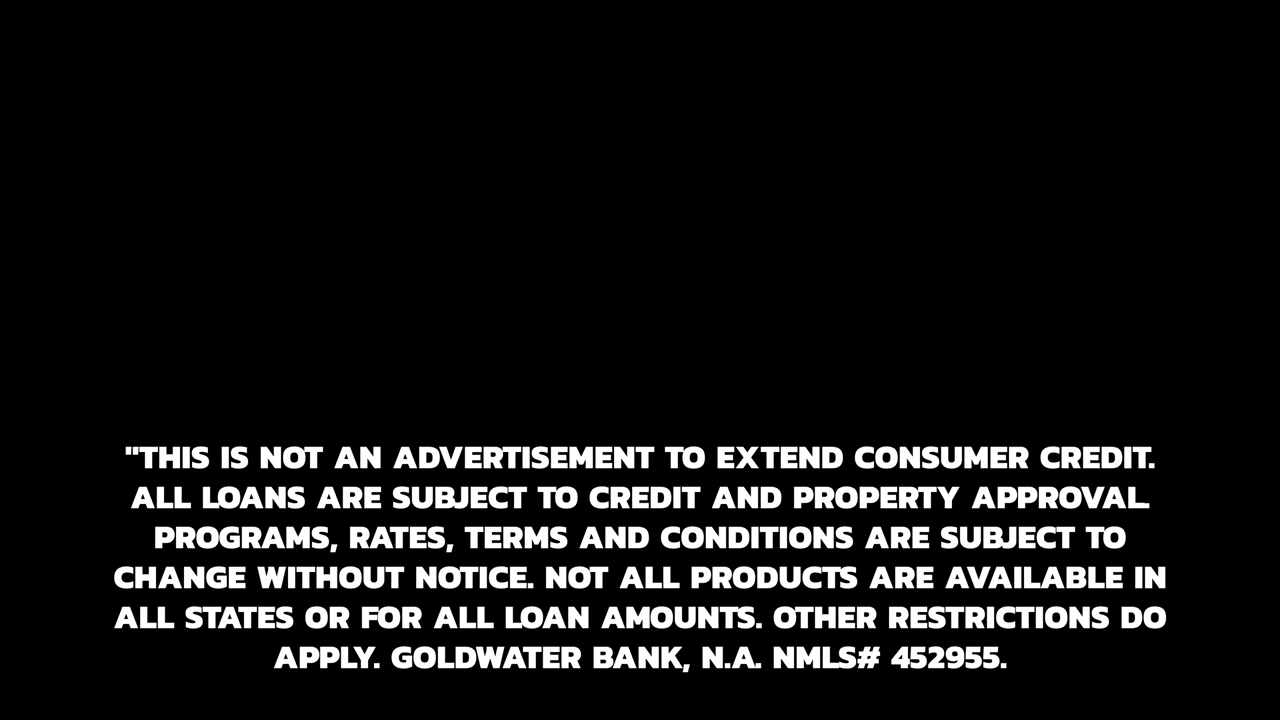 "THIS IS NOT AN ADVERTISEMENT TO EXTEND CONSUMER CREDIT.
ALL LOANS ARE SUBJECT TO CREDIT AND PROPERTY APPROVAL.
PROGRAMS, RATES, TERMS AND CONDITIONS ARE SUBJECT TO
CHANGE WITHOUT NOTICE. NOT ALL PRODUCTS ARE AVAILABLE IN
ALL STATES OR FOR ALL LOAN AMOUNTS. OTHER RESTRICTIONS DO
APPLY. GOLDWATER BANK, N.A. NMLS# 452955.